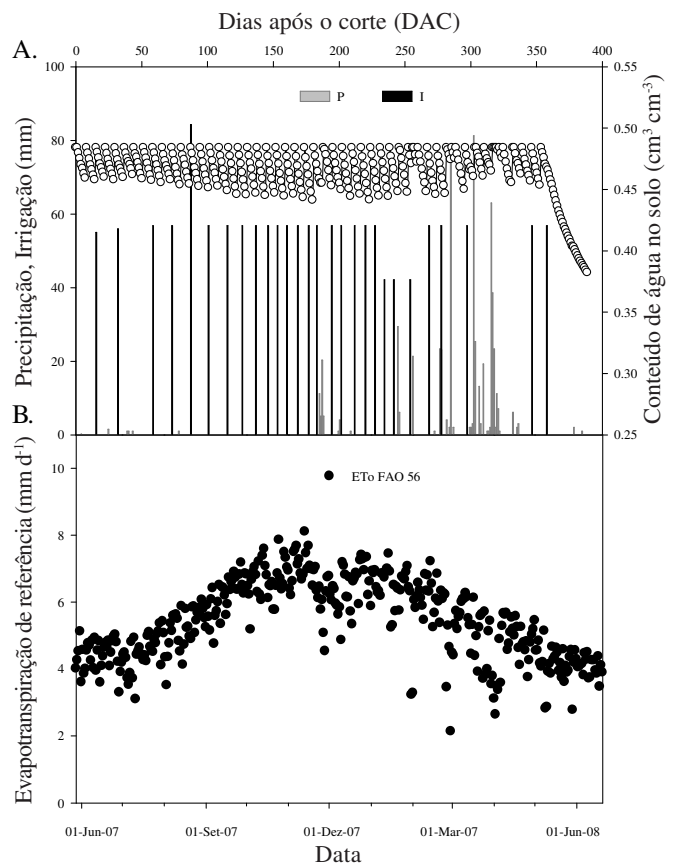 Dias após o corte (DAC)
A.
0 50 100 150 200 250 300 350 400
100
80
60
40
20
0
Precipitação, Irrigação (mm)
P
I
0.55
0.50
0.45
0.40
0.35
0.30
0.25
Conteúdo de água no solo (cm³ cm⁻³)
B.
ETo FAO 56
10
8
6
4
2
0
Evapotranspiração de referência (mm d⁻¹)
01-Jun-07 01-Set-07 01-Dez-07 01-Mar-07 01-Jun-08
Data